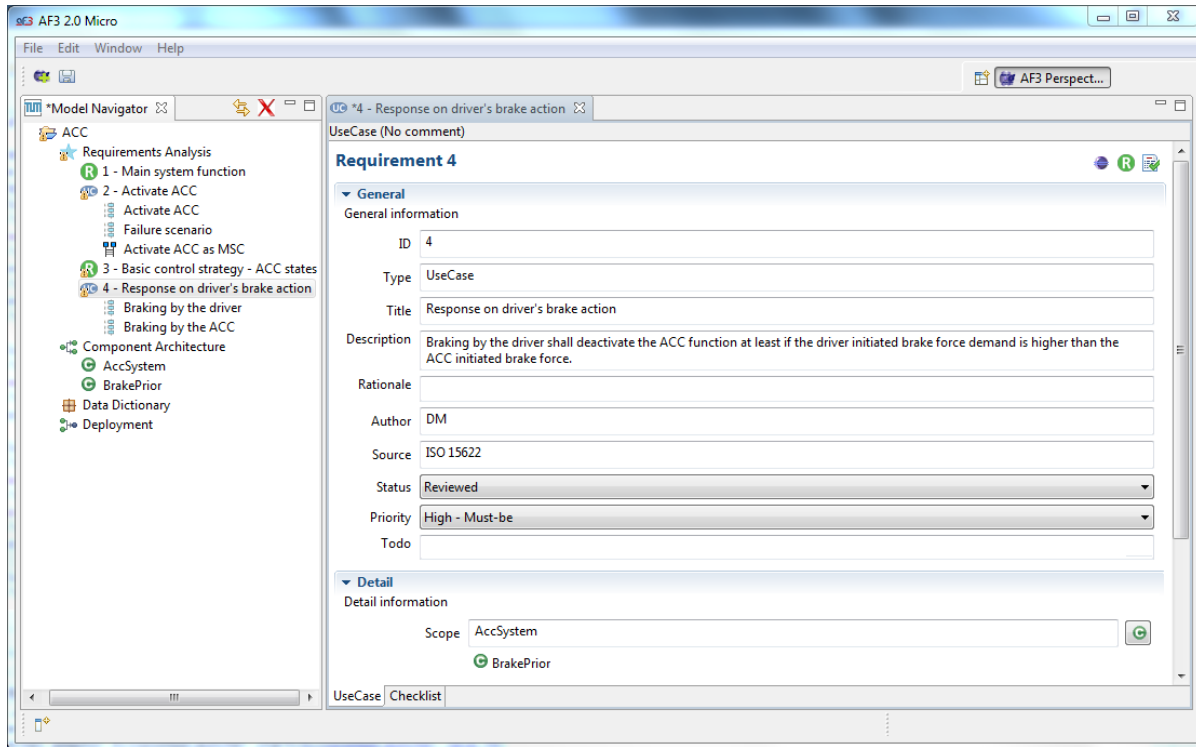 AF3 2.0 Micro
File Edit Window Help
AF3 Perspect...
*Model Navigator
*4 - Response on driver's brake action
ACC
Requirements Analysis
1 - Main system function
2 - Activate ACC
Activate ACC
Failure scenario
Activate ACC as MSC
3 - Basic control strategy - ACC states
4 - Response on driver's brake action
Braking by the driver
Braking by the ACC
Component Architecture
AccSystem
BrakePrior
Data Dictionary
Deployment
UseCase (No comment)
Requirement 4
General
General information
ID 4
Type UseCase
Title Response on driver's brake action
Description Braking by the driver shall deactivate the ACC function at least if the driver initiated brake force demand is higher than the
ACC initiated brake force.
Rationale
Author DM
Source ISO 15622
Status Reviewed
Priority High - Must-be
Todo
Detail
Detail information
Scope AccSystem
BrakePrior
UseCase Checklist